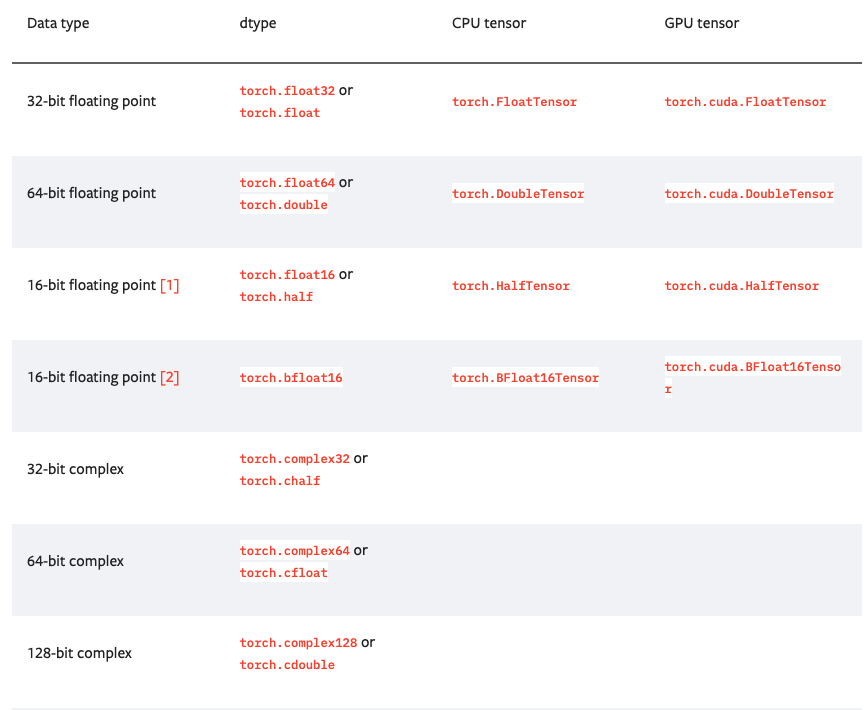 Data type dtype CPU tensor GPU tensor
32-bit floating point torch.float32 or torch.FloatTensor torch.cuda.FloatTensor
torch.float
64-bit floating point torch.float64 or torch.DoubleTensor torch.cuda.DoubleTensor
torch.double
16-bit floating point [1] torch.float16 or torch.HalfTensor torch.cuda.HalfTensor
torch.half
16-bit floating point [2] torch.bfloat16 torch.BFloat16Tensor torch.cuda.BFloat16Tenso
r
32-bit complex torch.complex32 or
torch.chalf
64-bit complex torch.complex64 or
torch.cfloat
128-bit complex torch.complex128 or
torch.cdouble